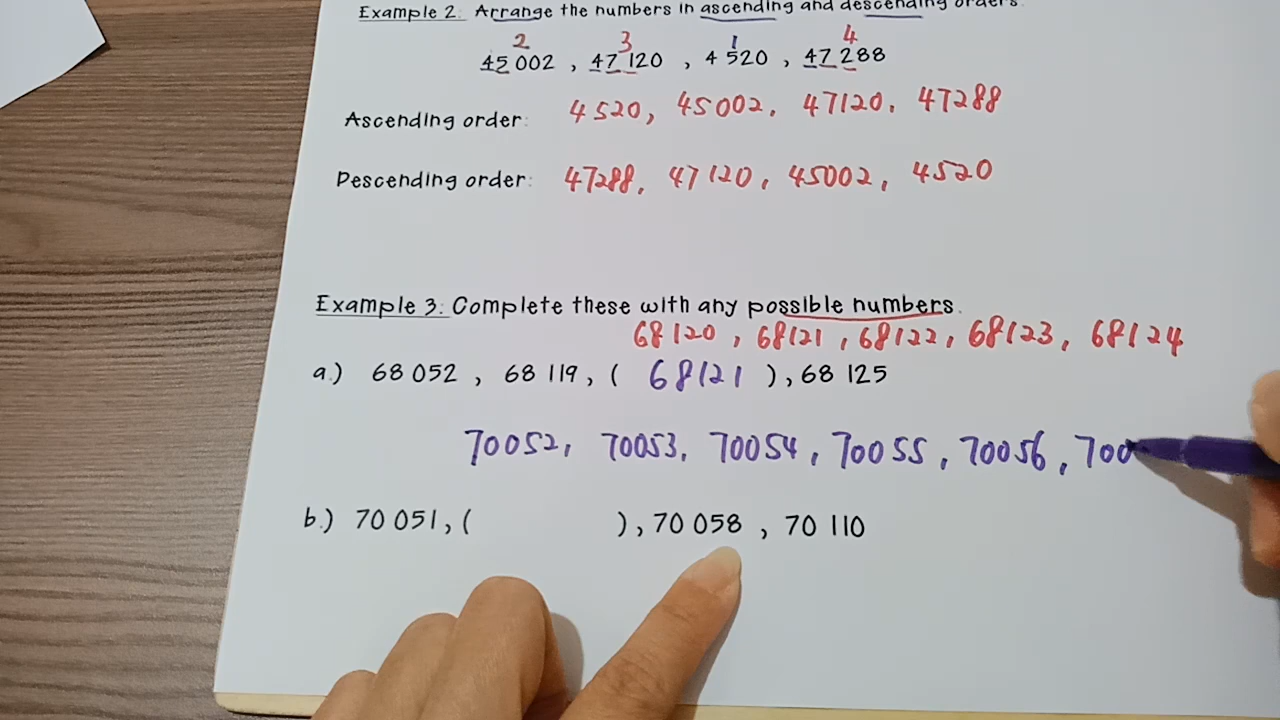 Example 2: Arrange the numbers in ascending and descending orders.
2 3 1 4
45 002 , 47 120 , 4 520 , 47 288
Ascending order: 4520, 45002, 47120, 47288
Descending order: 47288, 47120, 45002, 4520
Example 3: Complete these with any possible numbers.
68120 , 68121 , 68122 , 68123 , 68124
a.) 68 052 , 68 119 , ( 68121 ) , 68 125
70052, 70053, 70054, 70055, 70056, 700
b.) 70 051 , ( ) , 70 058 , 70 110